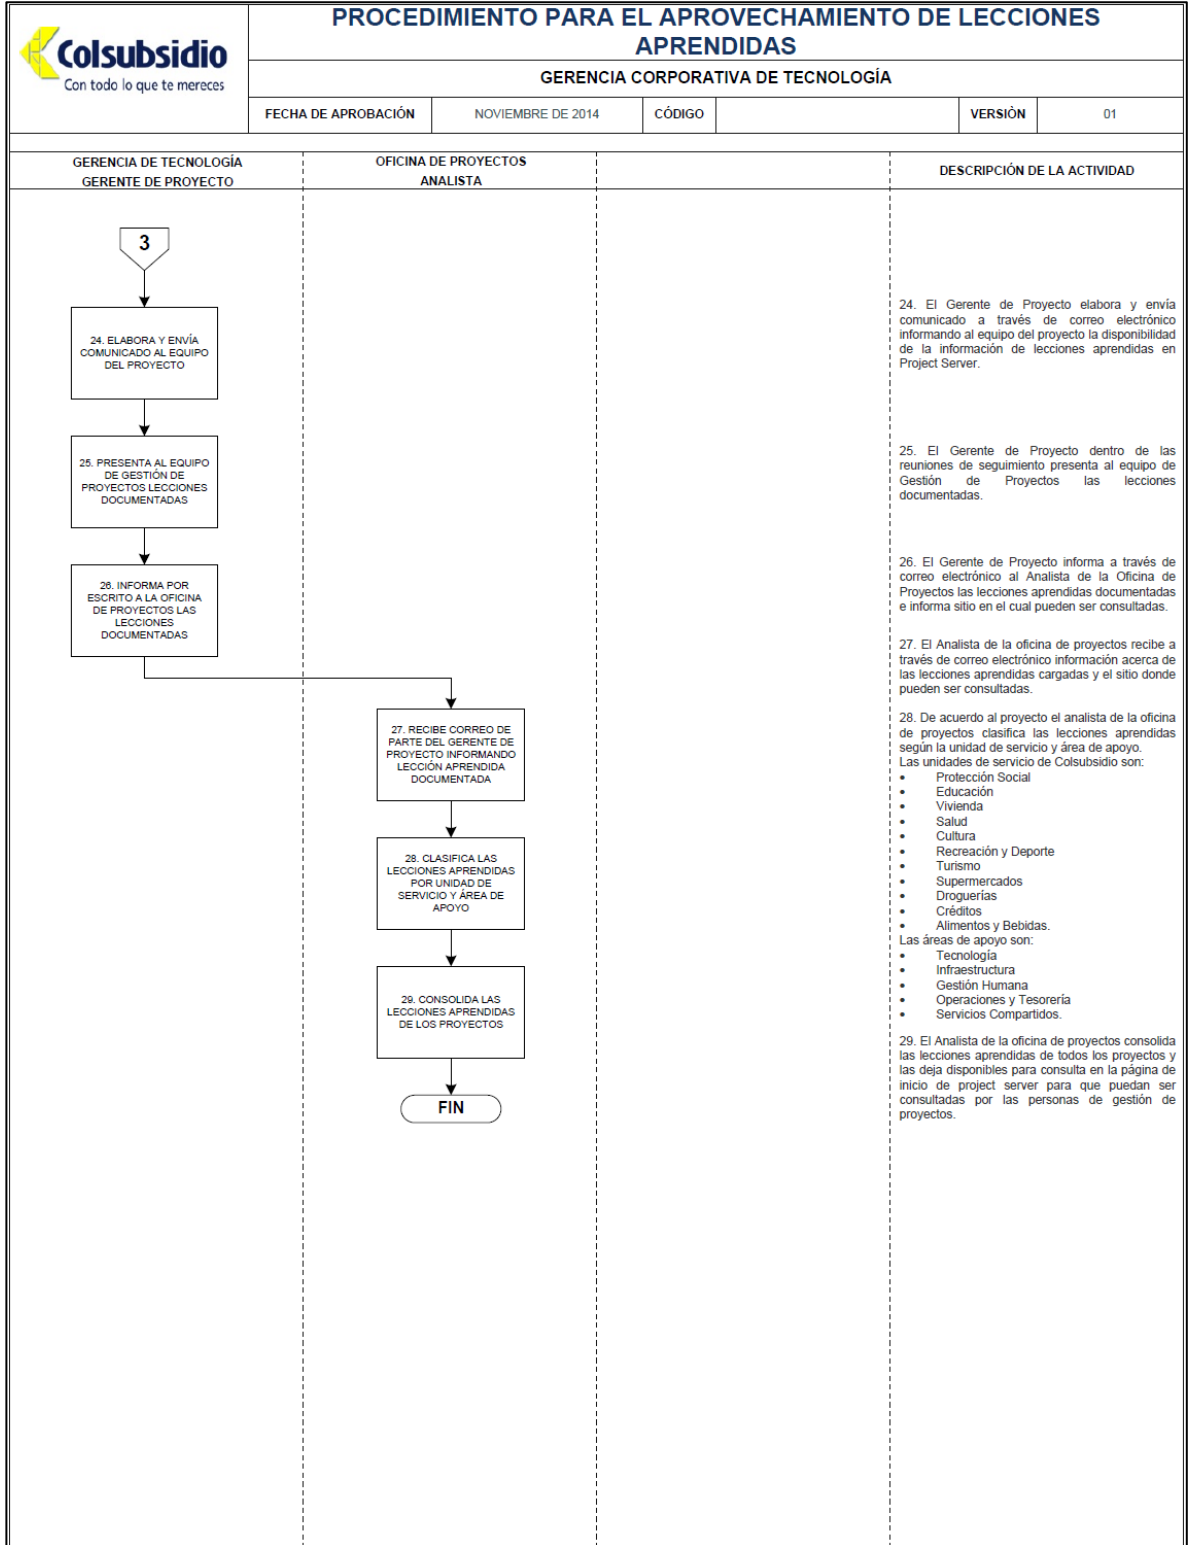 Colsubsidio
Con todo lo que te mereces
PROCEDIMIENTO PARA EL APROVECHAMIENTO DE LECCIONES
APRENDIDAS
GERENCIA CORPORATIVA DE TECNOLOGÍA
FECHA DE APROBACIÓN NOVIEMBRE DE 2014 CÓDIGO VERSIÒN 01
GERENCIA DE TECNOLOGÍA
GERENTE DE PROYECTO
OFICINA DE PROYECTOS
ANALISTA
DESCRIPCIÓN DE LA ACTIVIDAD
3
24. ELABORA Y ENVÍA
COMUNICADO AL EQUIPO
DEL PROYECTO
25. PRESENTA AL EQUIPO
DE GESTIÓN DE
PROYECTOS LECCIONES
DOCUMENTADAS
26. INFORMA POR
ESCRITO A LA OFICINA
DE PROYECTOS LAS
LECCIONES
DOCUMENTADAS
27. RECIBE CORREO DE
PARTE DEL GERENTE DE
PROYECTO INFORMANDO
LECCIÓN APRENDIDA
DOCUMENTADA
28. CLASIFICA LAS
LECCIONES APRENDIDAS
POR UNIDAD DE
SERVICIO Y ÁREA DE
APOYO
29. CONSOLIDA LAS
LECCIONES APRENDIDAS
DE LOS PROYECTOS
FIN
24. El Gerente de Proyecto elabora y envía
comunicado a través de correo electrónico
informando al equipo del proyecto la disponibilidad
de la información de lecciones aprendidas en
Project Server.
25. El Gerente de Proyecto dentro de las
reuniones de seguimiento presenta al equipo de
Gestión de Proyectos las lecciones
documentadas.
26. El Gerente de Proyecto informa a través de
correo electrónico al Analista de la Oficina de
Proyectos las lecciones aprendidas documentadas
e informa sitio en el cual pueden ser consultadas.
27. El Analista de la oficina de proyectos recibe a
través de correo electrónico información acerca de
las lecciones aprendidas cargadas y el sitio donde
pueden ser consultadas.
28. De acuerdo al proyecto el analista de la oficina
de proyectos clasifica las lecciones aprendidas
según la unidad de servicio y área de apoyo.
Las unidades de servicio de Colsubsidio son:
• Protección Social
• Educación
• Vivienda
• Salud
• Cultura
• Recreación y Deporte
• Turismo
• Supermercados
• Droguerías
• Créditos
• Alimentos y Bebidas.
Las áreas de apoyo son:
• Tecnología
• Infraestructura
• Gestión Humana
• Operaciones y Tesorería
• Servicios Compartidos.
29. El Analista de la oficina de proyectos consolida
las lecciones aprendidas de todos los proyectos y
las deja disponibles para consulta en la página de
inicio de project server para que puedan ser
consultadas por las personas de gestión de
proyectos.